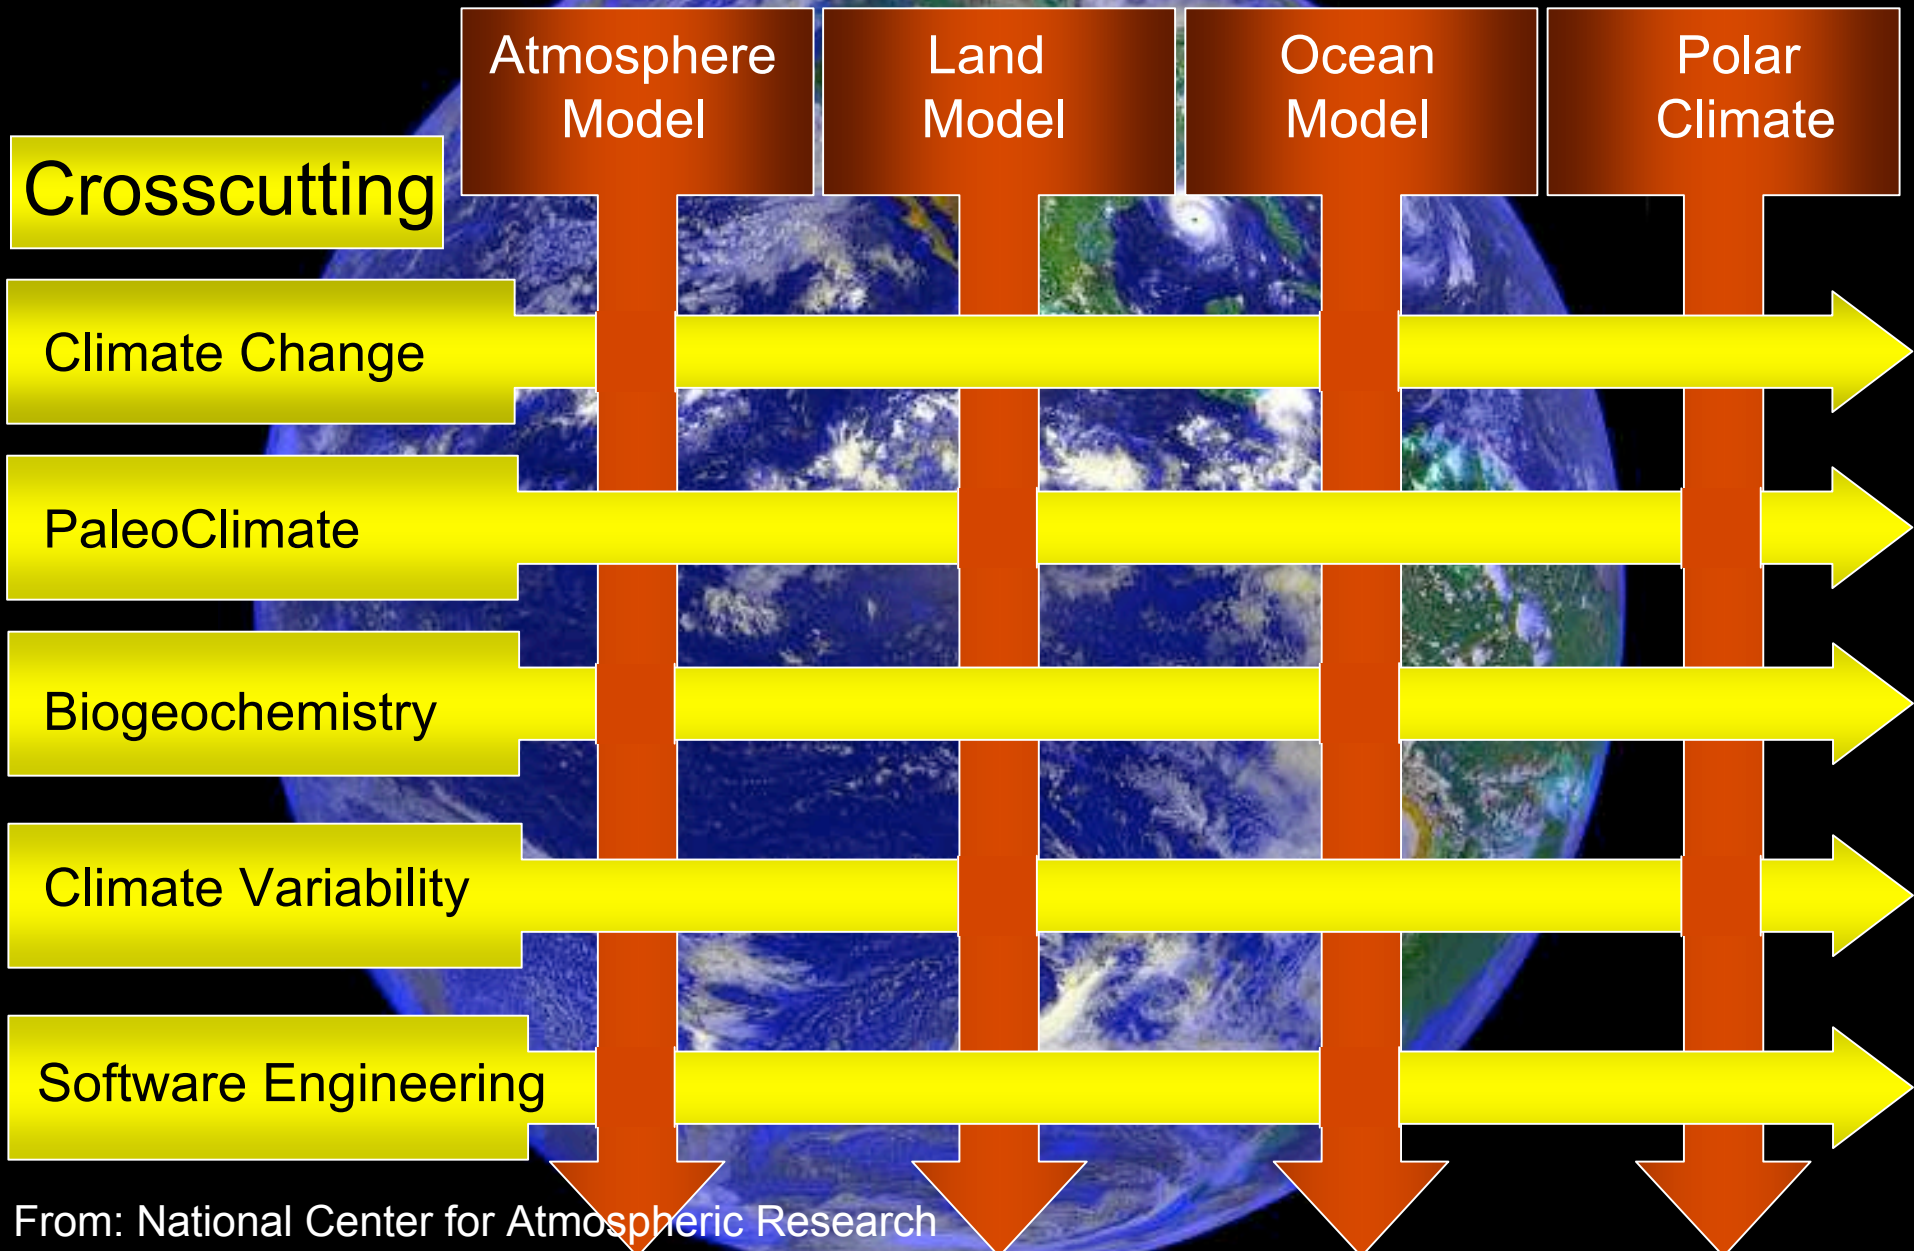 Atmosphere
Model
Land
Model
Ocean
Model
Polar
Climate
Crosscutting
Climate Change
PaleoClimate
Biogeochemistry
Climate Variability
Software Engineering
From: National Center for Atmospheric Research